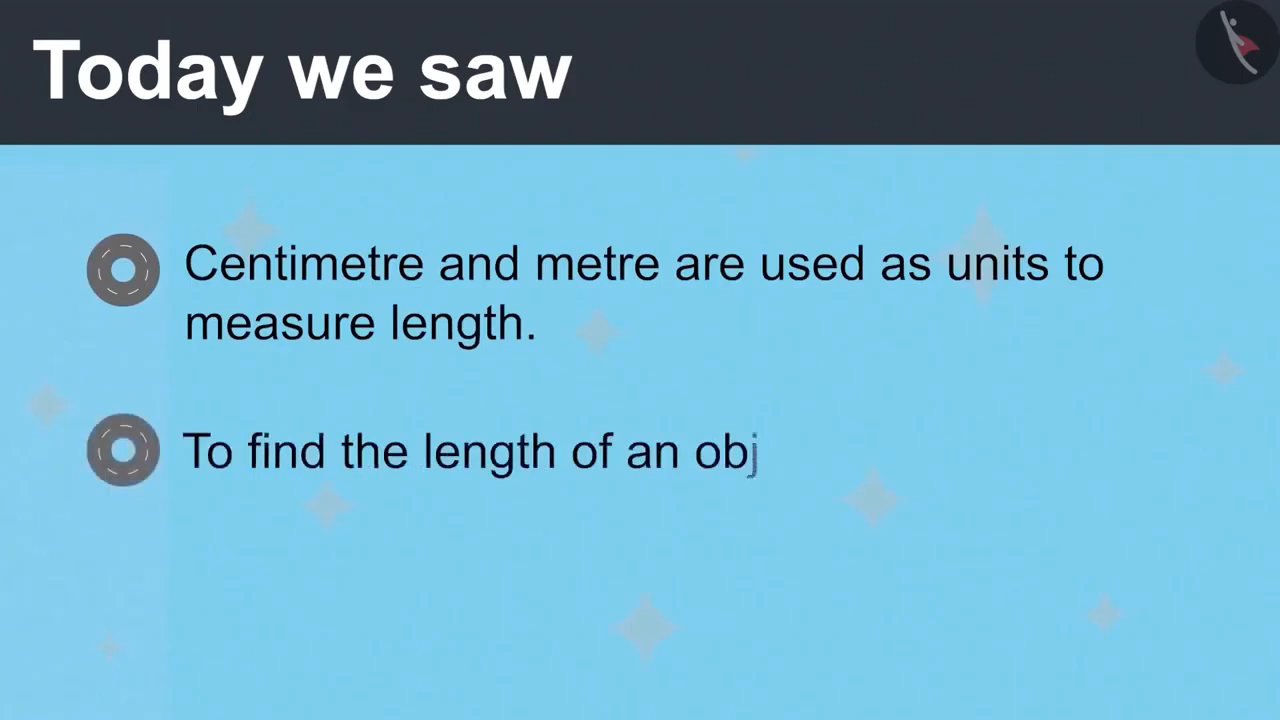 Today we saw
Centimetre and metre are used as units to
measure length.
To find the length of an obj